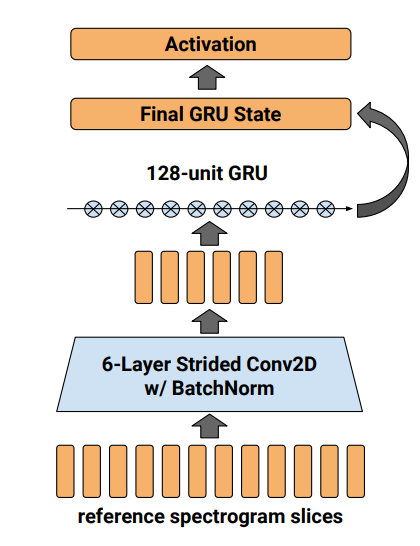 Activation
Final GRU State
128-unit GRU
6-Layer Strided Conv2D
w/ BatchNorm
reference spectrogram slices